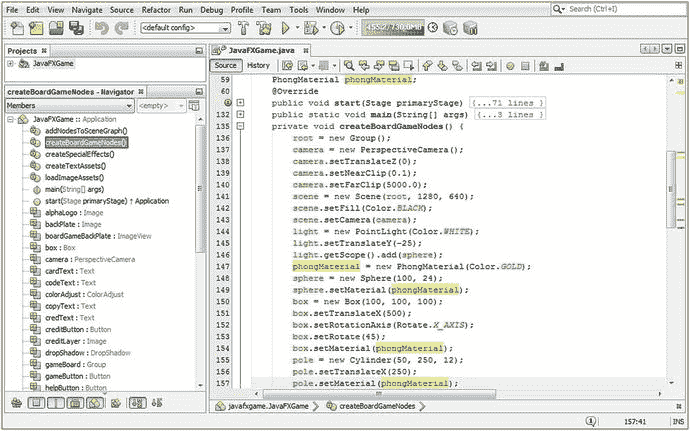 File Edit View Navigate Source Refactor Run Debug Profile Team Tools Window Help
Search (Ctrl+I)
<default config>
Projects
JavaFXGame
createBoardGameNodes() - Navigator
Members
<empty>
JavaFXGame :: Application
addNodesToSceneGraph()
createBoardGameNodes()
createSpecialEffects()
createTextAssets()
loadImageAssets()
main(String[] args)
start(Stage primaryStage) ↑ Application
alphaLogo : Image
backPlate : Image
boardGameBackPlate : ImageView
box : Box
camera : PerspectiveCamera
cardText : Text
codeText : Text
colorAdjust : ColorAdjust
copyText : Text
credText : Text
creditButton : Button
creditLayer : Image
dropShadow : DropShadow
gameBoard : Group
gameButton : Button
helpButton : Button
JavaFXGame.java
Source History
59 PhongMaterial phongMaterial;
@Override
public void start(Stage primaryStage) {...71 lines }
132 public static void main(String[] args) {...3 lines }
135 private void createBoardGameNodes() {
136 root = new Group();
137 camera = new PerspectiveCamera();
138 camera.setTranslateZ(0);
139 camera.setNearClip(0.1);
140 camera.setFarClip(5000.0);
141 scene = new Scene(root, 1280, 640);
142 scene.setFill(Color.BLACK);
143 scene.setCamera(camera);
144 light = new PointLight(Color.WHITE);
145 light.setTranslateY(-25);
146 light.getScope().add(sphere);
147 phongMaterial = new PhongMaterial(Color.GOLD);
148 sphere = new Sphere(100, 24);
149 sphere.setMaterial(phongMaterial);
150 box = new Box(100, 100, 100);
151 box.setTranslateX(500);
152 box.setRotationAxis(Rotate.X_AXIS);
153 box.setRotate(45);
154 box.setMaterial(phongMaterial);
155 pole = new Cylinder(50, 250, 12);
156 pole.setTranslateX(250);
157 pole.setMaterial(phongMaterial);
javafxgame.JavaFXGame
createBoardGameNodes
157:41
INS